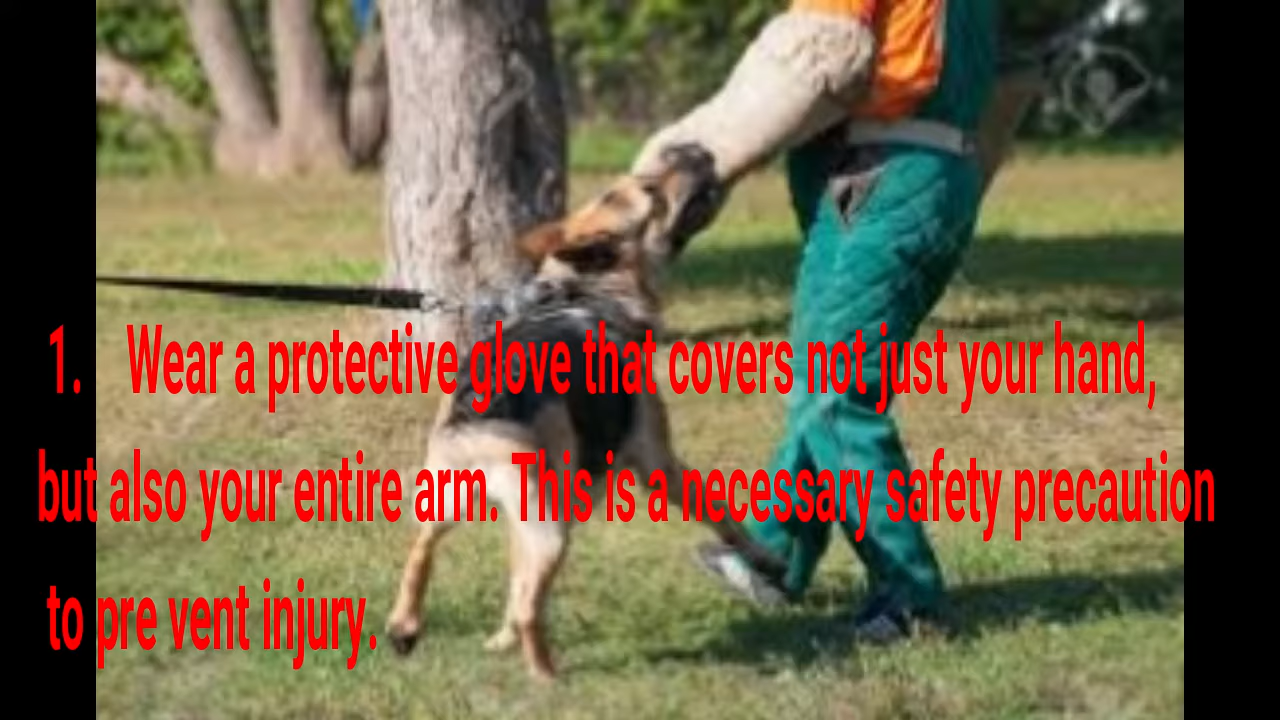 1. Wear a protective glove that covers not just your hand,
but also your entire arm. This is a necessary safety precaution
to pre vent injury.